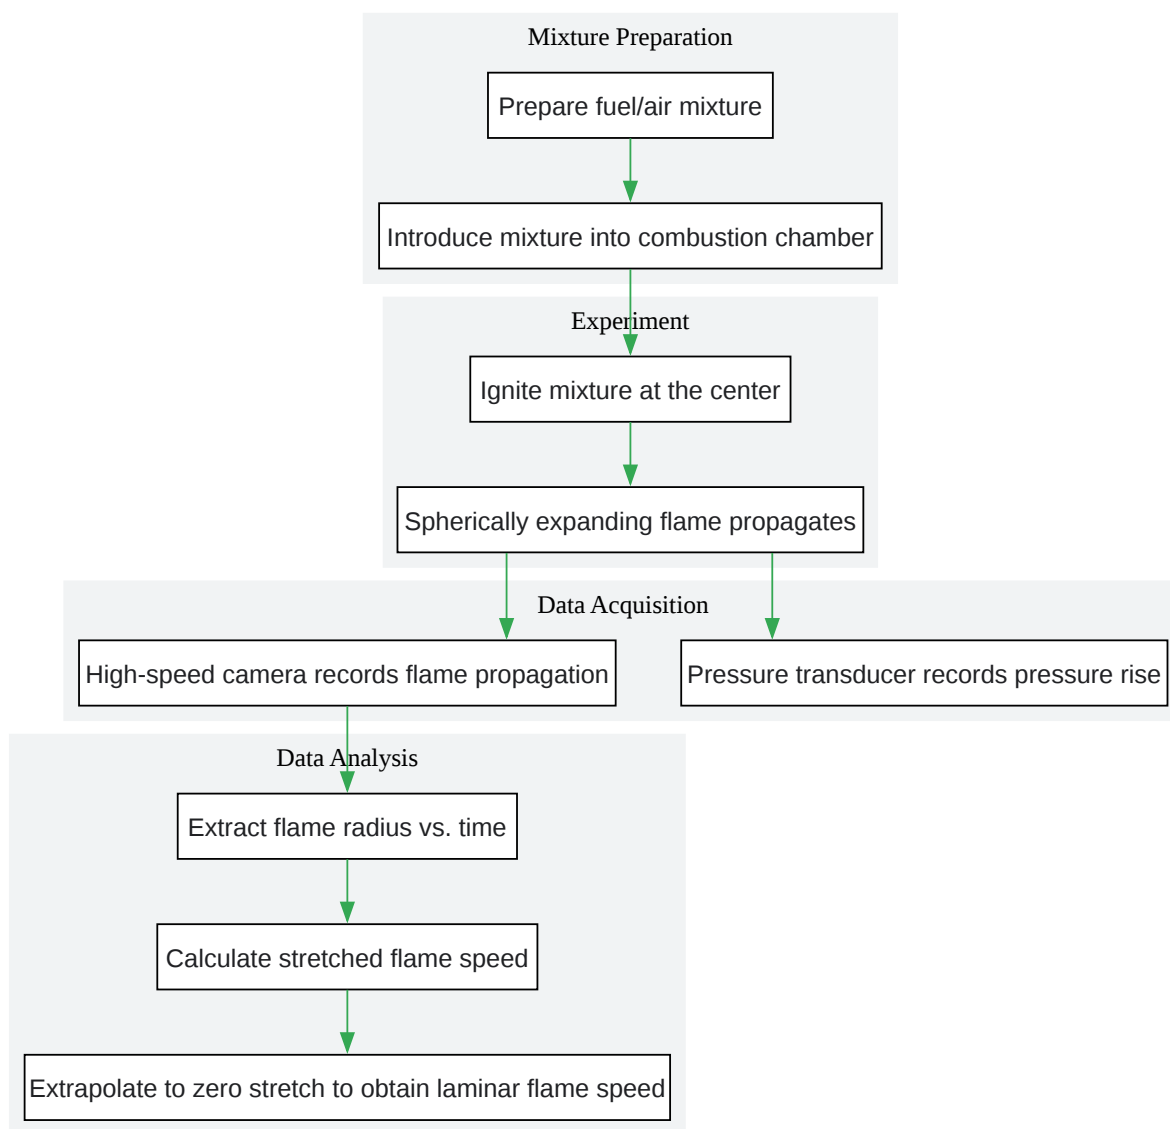 Mixture Preparation
Prepare fuel/air mixture
Introduce mixture into combustion chamber
Experiment
Ignite mixture at the center
Spherically expanding flame propagates
Data Acquisition
High-speed camera records flame propagation
Pressure transducer records pressure rise
Data Analysis
Extract flame radius vs. time
Calculate stretched flame speed
Extrapolate to zero stretch to obtain laminar flame speed